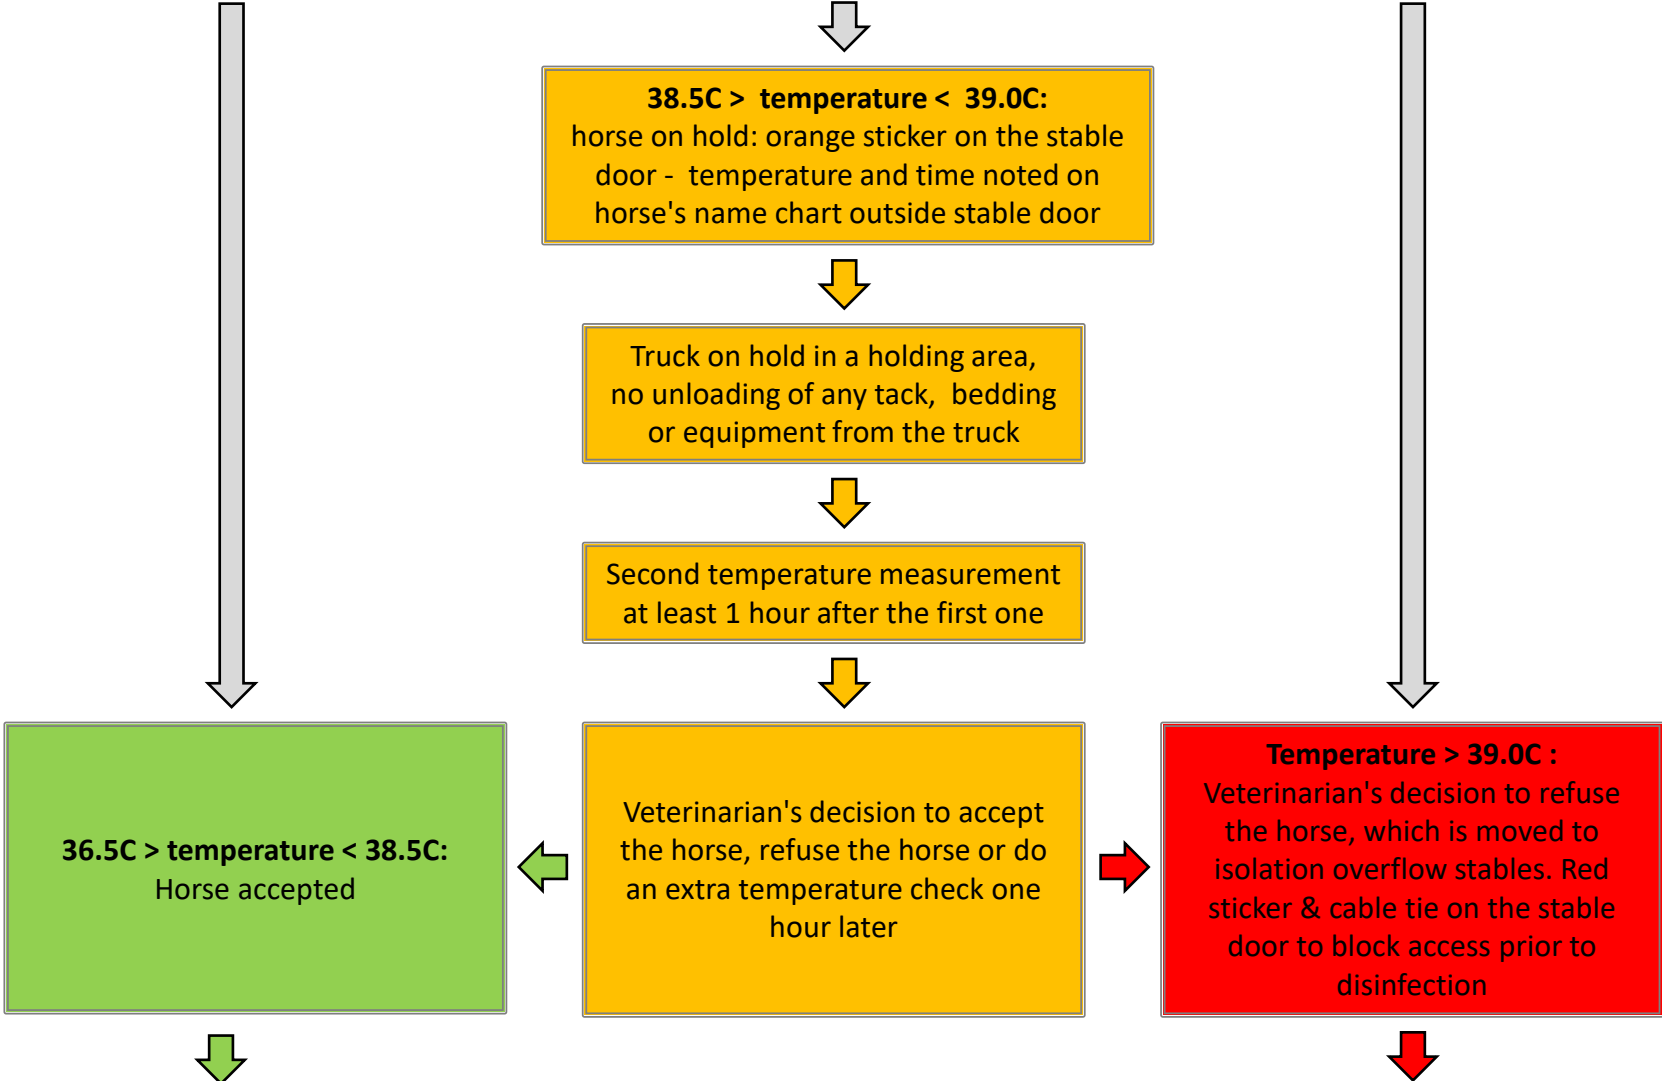 38.5C > temperature < 39.0C:
horse on hold: orange sticker on the stable
door - temperature and time noted on
horse's name chart outside stable door
Truck on hold in a holding area,
no unloading of any tack, bedding
or equipment from the truck
Second temperature measurement
at least 1 hour after the first one
36.5C > temperature < 38.5C:
Horse accepted
Veterinarian's decision to accept
the horse, refuse the horse or do
an extra temperature check one
hour later
Temperature > 39.0C :
Veterinarian's decision to refuse
the horse, which is moved to
isolation overflow stables. Red
sticker & cable tie on the stable
door to block access prior to
disinfection